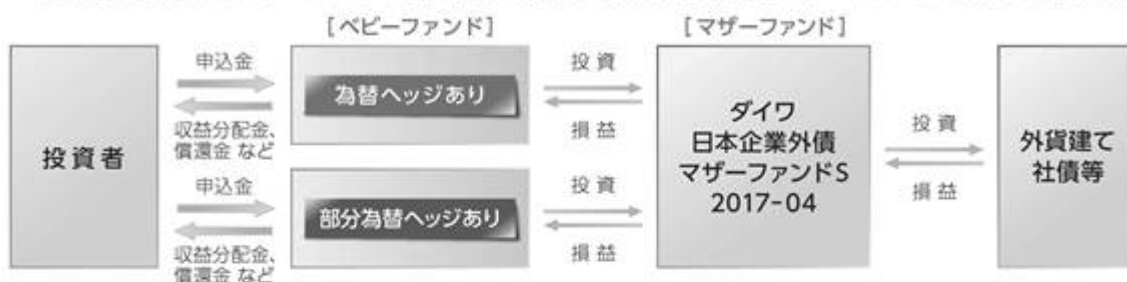 [ベビーファンド]
[マザーファンド]
投資者
申込金
収益分配金、
償還金 など
申込金
収益分配金、
償還金 など
為替ヘッジあり
部分為替ヘッジあり
投資
損益
投資
損益
ダイワ
日本企業外債
マザーファンドS
2017-04
投資
損益
外貨建て
社債等